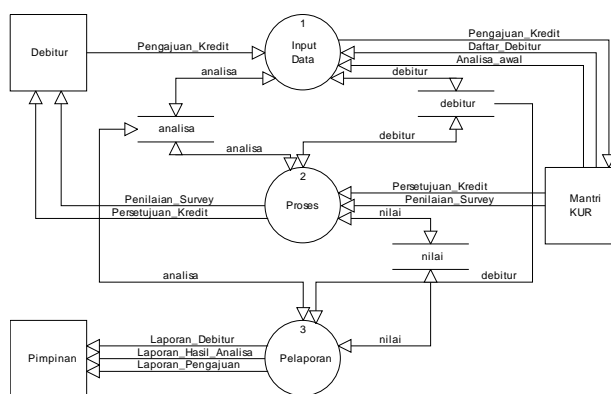 1
Pengajuan_Kredit
Debitur
Pengajuan_Kredit
Input
Data
Daftar_Debitur
Analisa_awal
analisa
debitur
debitur
analisa
debitur
analisa
2
Persetujuan_Kredit
Mantri
KUR
Penilaian_Survey
Proses
Penilaian_Survey
Persetujuan_Kredit
nilai
nilai
analisa
debitur
3
Laporan_Debitur
nilai
Pimpinan
Laporan_Hasil_Analisa
Pelaporan
Laporan_Pengajuan